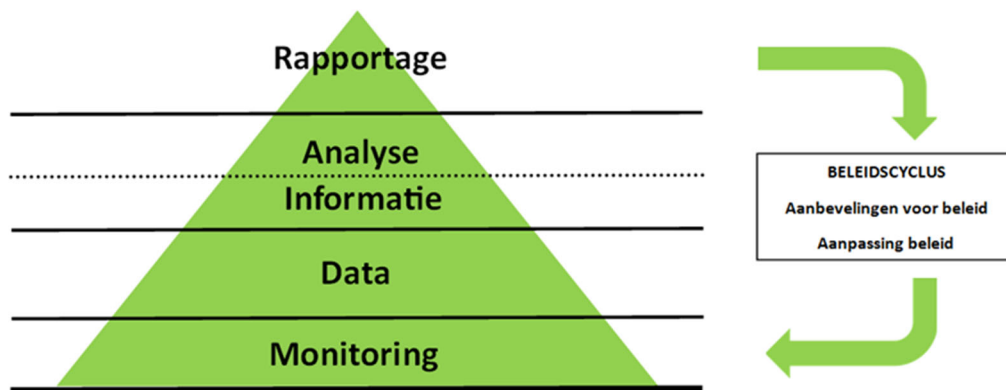 Rapportage
Analyse
Informatie
Data
Monitoring
BELEIDSCYCLUS
Aanbevelingen voor beleid
Aanpassing beleid